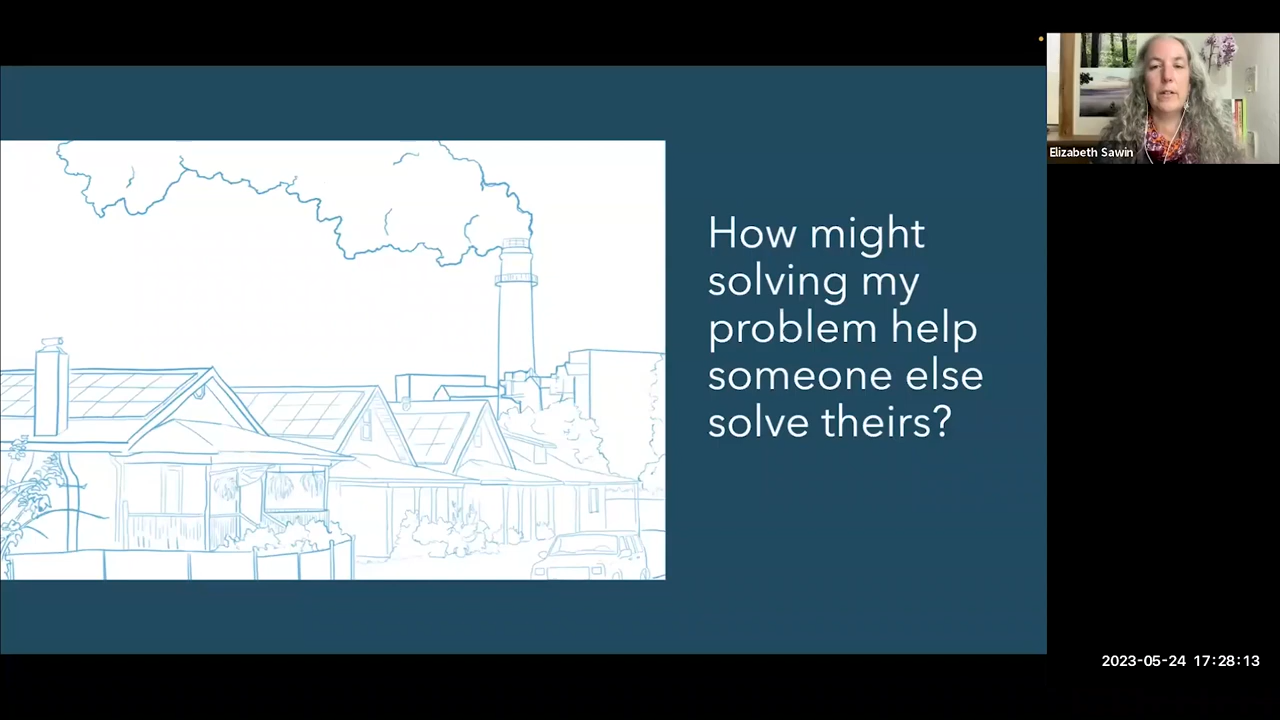 Elizabeth Sawin
How might
solving my
problem help
someone else
solve theirs?
2023-05-24 17:28:13